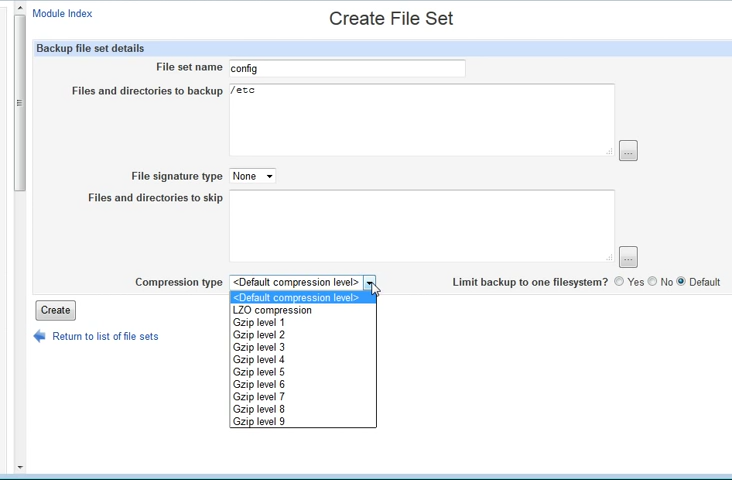 Module Index
Create File Set
Backup file set details
File set name config
Files and directories to backup /etc
...
File signature type None
Files and directories to skip
...
Compression type <Default compression level> Limit backup to one filesystem? Yes No Default
<Default compression level>
LZO compression
Gzip level 1
Gzip level 2
Gzip level 3
Gzip level 4
Gzip level 5
Gzip level 6
Gzip level 7
Gzip level 8
Gzip level 9
Create
Return to list of file sets